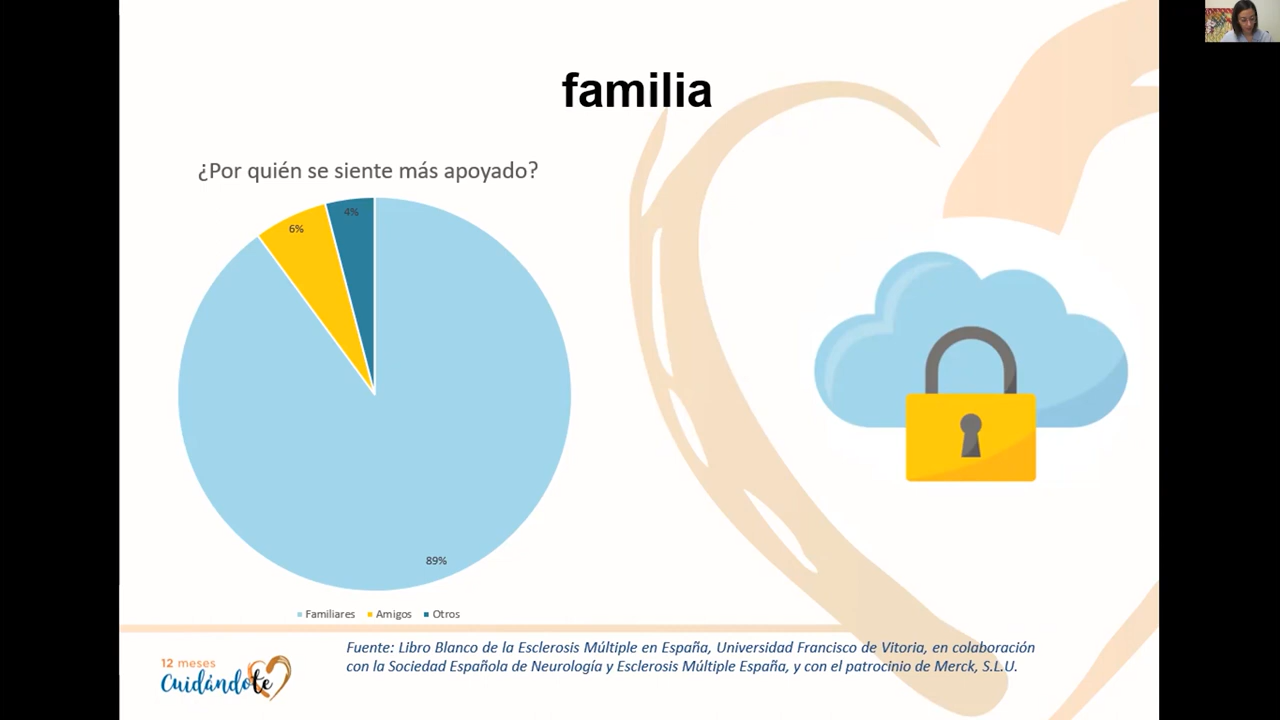 familia
¿Por quién se siente más apoyado?
4%
6%
89%
Familiares Amigos Otros
Fuente: Libro Blanco de la Esclerosis Múltiple en España, Universidad Francisco de Vitoria, en colaboración
con la Sociedad Española de Neurología y Esclerosis Múltiple España, y con el patrocinio de Merck, S.L.U.
12 meses
Cuidándote